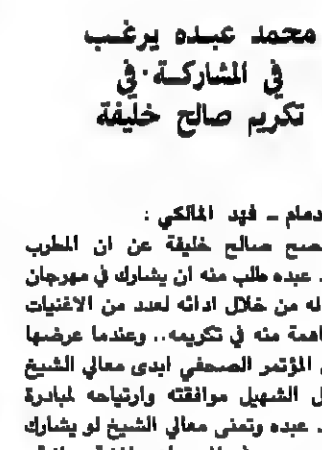 محمد عبده يرغب
في المشاركة في
تكريم صالح خليفة
دمام ــ فهد المالكي :
صح صالح خليفة عن ان المطرب
عبده طلب منه ان يشارك في مهرجان
له من خلال ادائه لعدد من الاغنيات
اهمة منه في تكريمه.. وعندما عرضها
المؤتمر الصحفي ابدى معالي الشيخ
ل الشهيل موافقته وارتياحه لمبادرة
عبده وتمنى معالي الشيخ لو يشارك